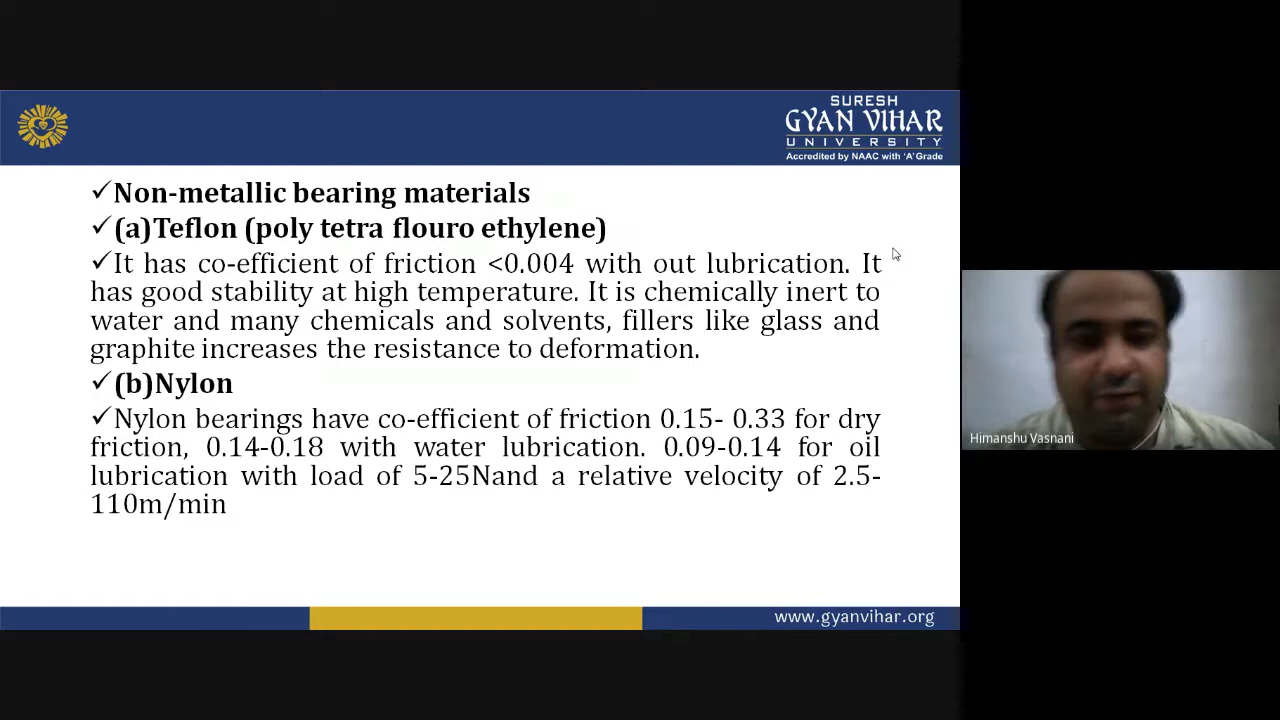 SURESH
GYAN VIHAR
UNIVERSITY
Accredited by NAAC with 'A' Grade
✓Non-metallic bearing materials
✓(a)Teflon (poly tetra flouro ethylene)
✓It has co-efficient of friction <0.004 with out lubrication. It
has good stability at high temperature. It is chemically inert to
water and many chemicals and solvents, fillers like glass and
graphite increases the resistance to deformation.
✓(b)Nylon
✓Nylon bearings have co-efficient of friction 0.15- 0.33 for dry
friction, 0.14-0.18 with water lubrication. 0.09-0.14 for oil
lubrication with load of 5-25Nand a relative velocity of 2.5-
110m/min
Himanshu Vasnani
www.gyanvihar.org